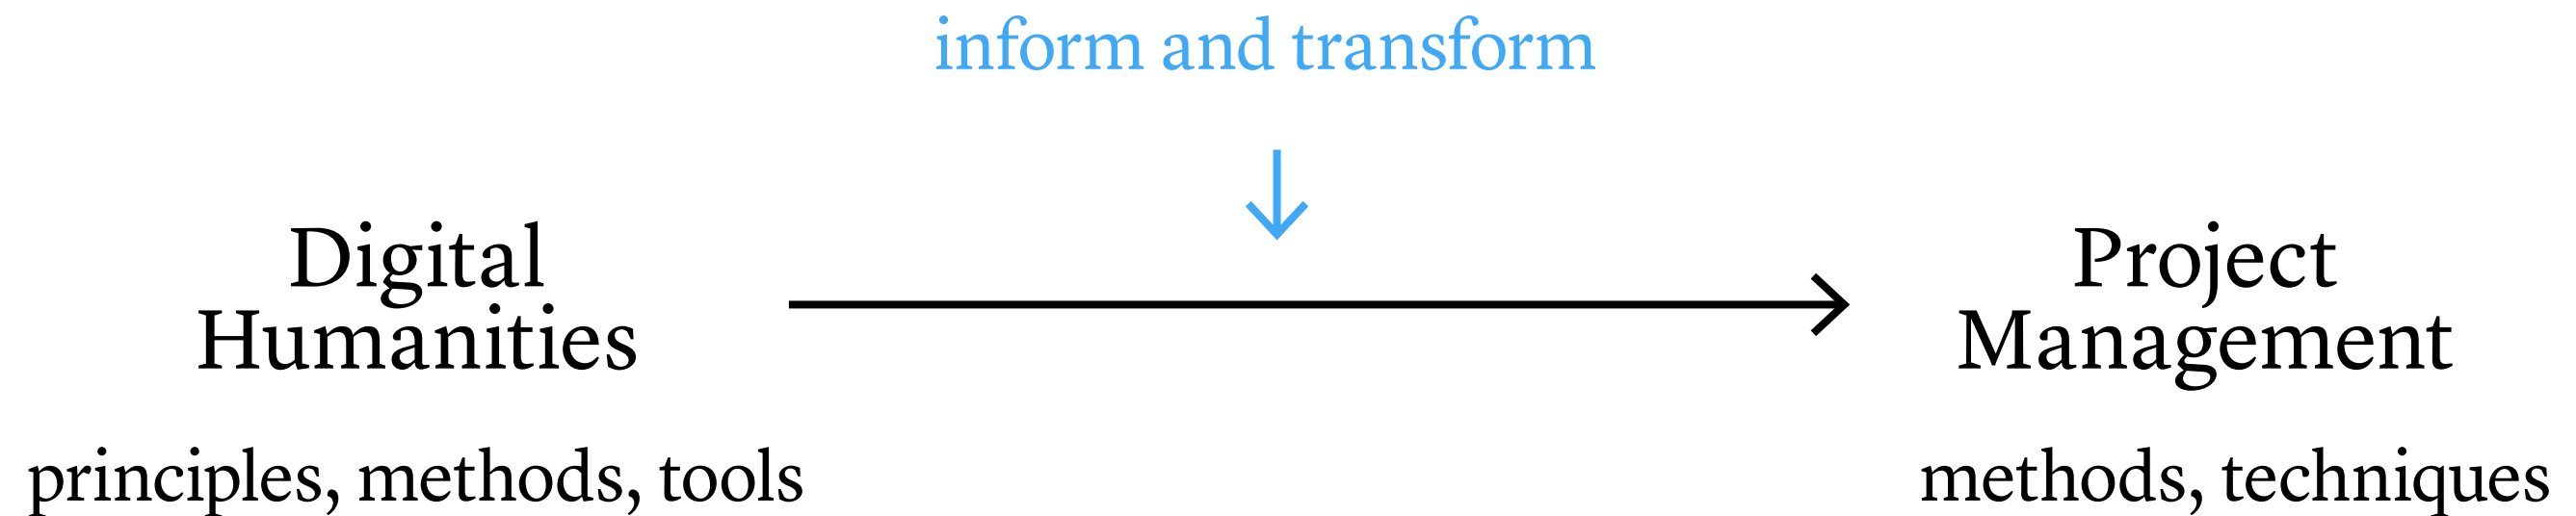 inform and transform
Digital
Humanities
principles, methods, tools
Project
Management
methods, techniques